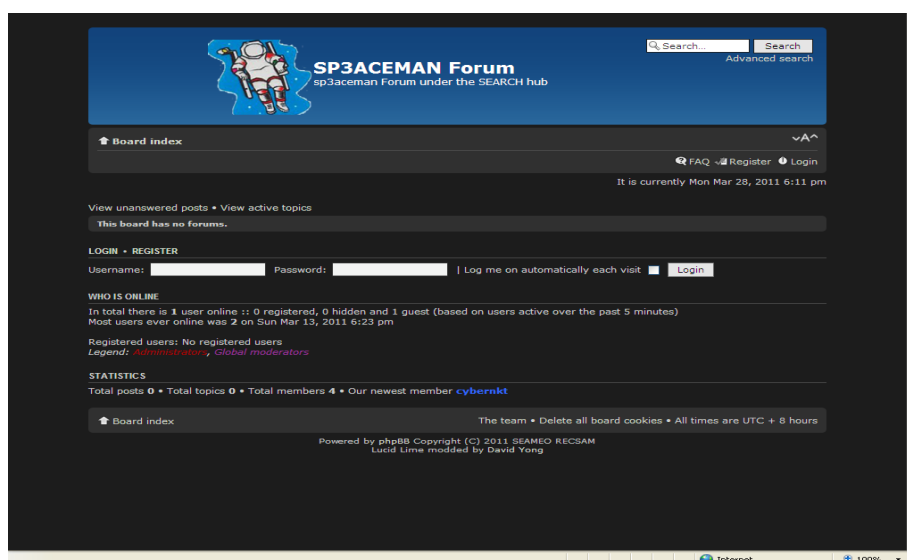 Search... Search
Advanced search
SP3ACEMAN Forum
sp3aceman Forum under the SEARCH hub
Board index
A
FAQ Register Login
It is currently Mon Mar 28, 2011 6:11 pm
View unanswered posts • View active topics
This board has no forums.
LOGIN • REGISTER
Username: Password: | Log me on automatically each visit Login
WHO IS ONLINE
In total there is 1 user online :: 0 registered, 0 hidden and 1 guest (based on users active over the past 5 minutes)
Most users ever online was 2 on Sun Mar 13, 2011 6:23 pm
Registered users: No registered users
Legend: Administrators, Global moderators
STATISTICS
Total posts 0 • Total topics 0 • Total members 4 • Our newest member cybernkt
Board index The team • Delete all board cookies • All times are UTC + 8 hours
Powered by phpBB Copyright (C) 2011 SEAMEO RECSAM
Lucid Lime modded by David Yong
Internet 100%